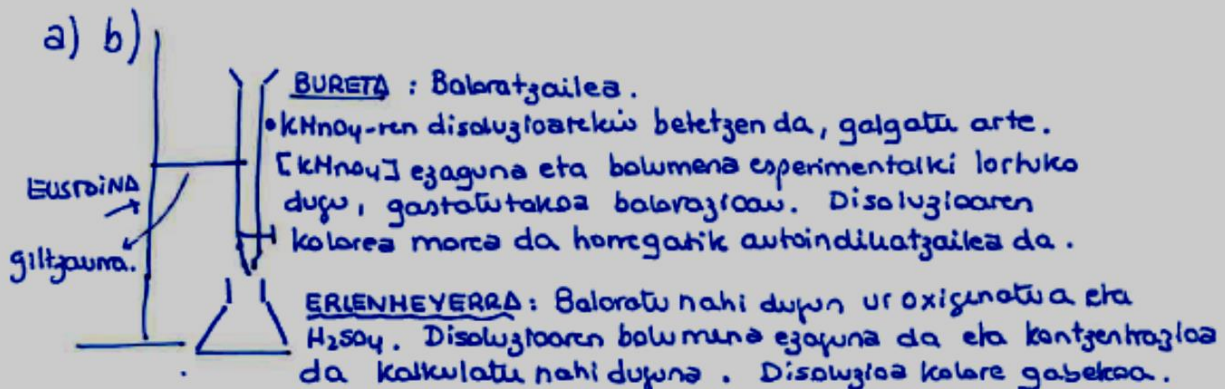 a) b)
BURETA : Baloratzailea.
• KMnO4-ren disoluzioarekin betetzen da, galgatu arte.
[KMnO4] ezaguna eta bolumena esperimentalki lortuko
dugu, gastatutakoa balorazioan. Disoluzioaren
kolorea morea da horregatik autoindikatzailea da.
EUSTOINA
giltzaurra.
ERLENMEYERRA: Baloratu nahi dugun ur oxigenatua eta
H2SO4. Disoluzioaren bolumena ezaguna da eta kontzentrazioa
da kalkulatu nahi duguna. Disoluzioa kolore gabekoa.